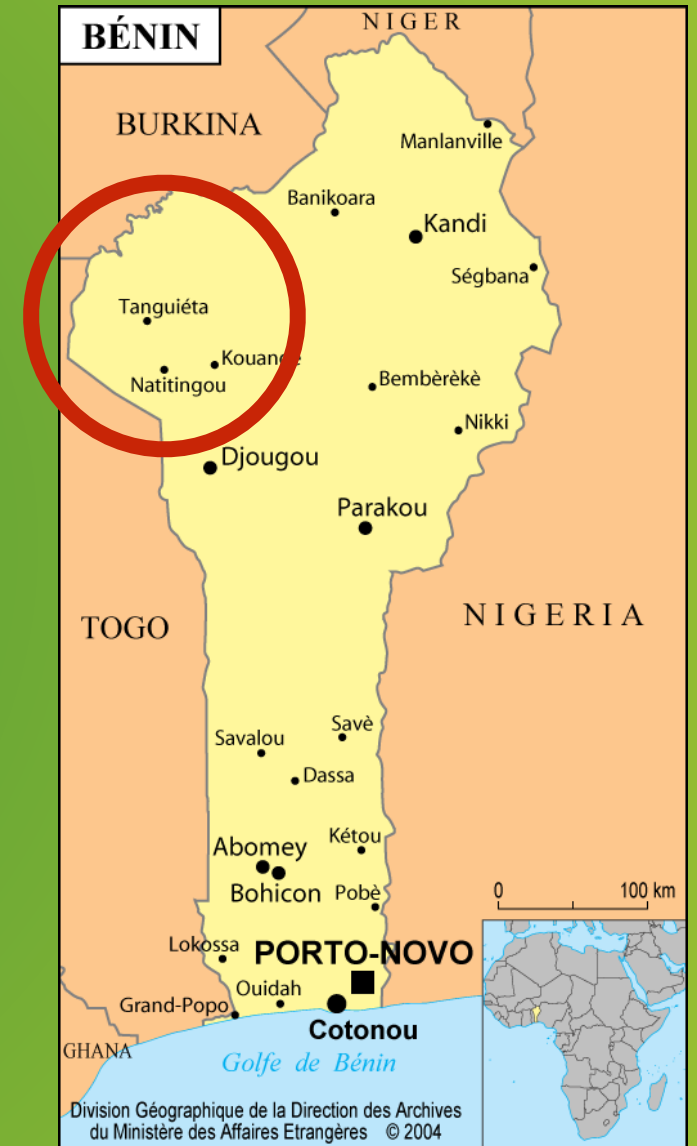 BÉNIN
NIGER
BURKINA
Manlanville
Banikoara
Kandi
Ségbana
Tanguiéta
Kouandé
Natitingou
Bembèrèkè
Nikki
Djougou
Parakou
TOGO
NIGERIA
Savè
Savalou
Dassa
Kétou
Abomey
Bohicon
Pobè
0 100 km
Lokossa
PORTO-NOVO
Ouidah
Grand-Popo
Cotonou
GHANA
Golfe de Bénin
Division Géographique de la Direction des Archives
du Ministère des Affaires Etrangères © 2004